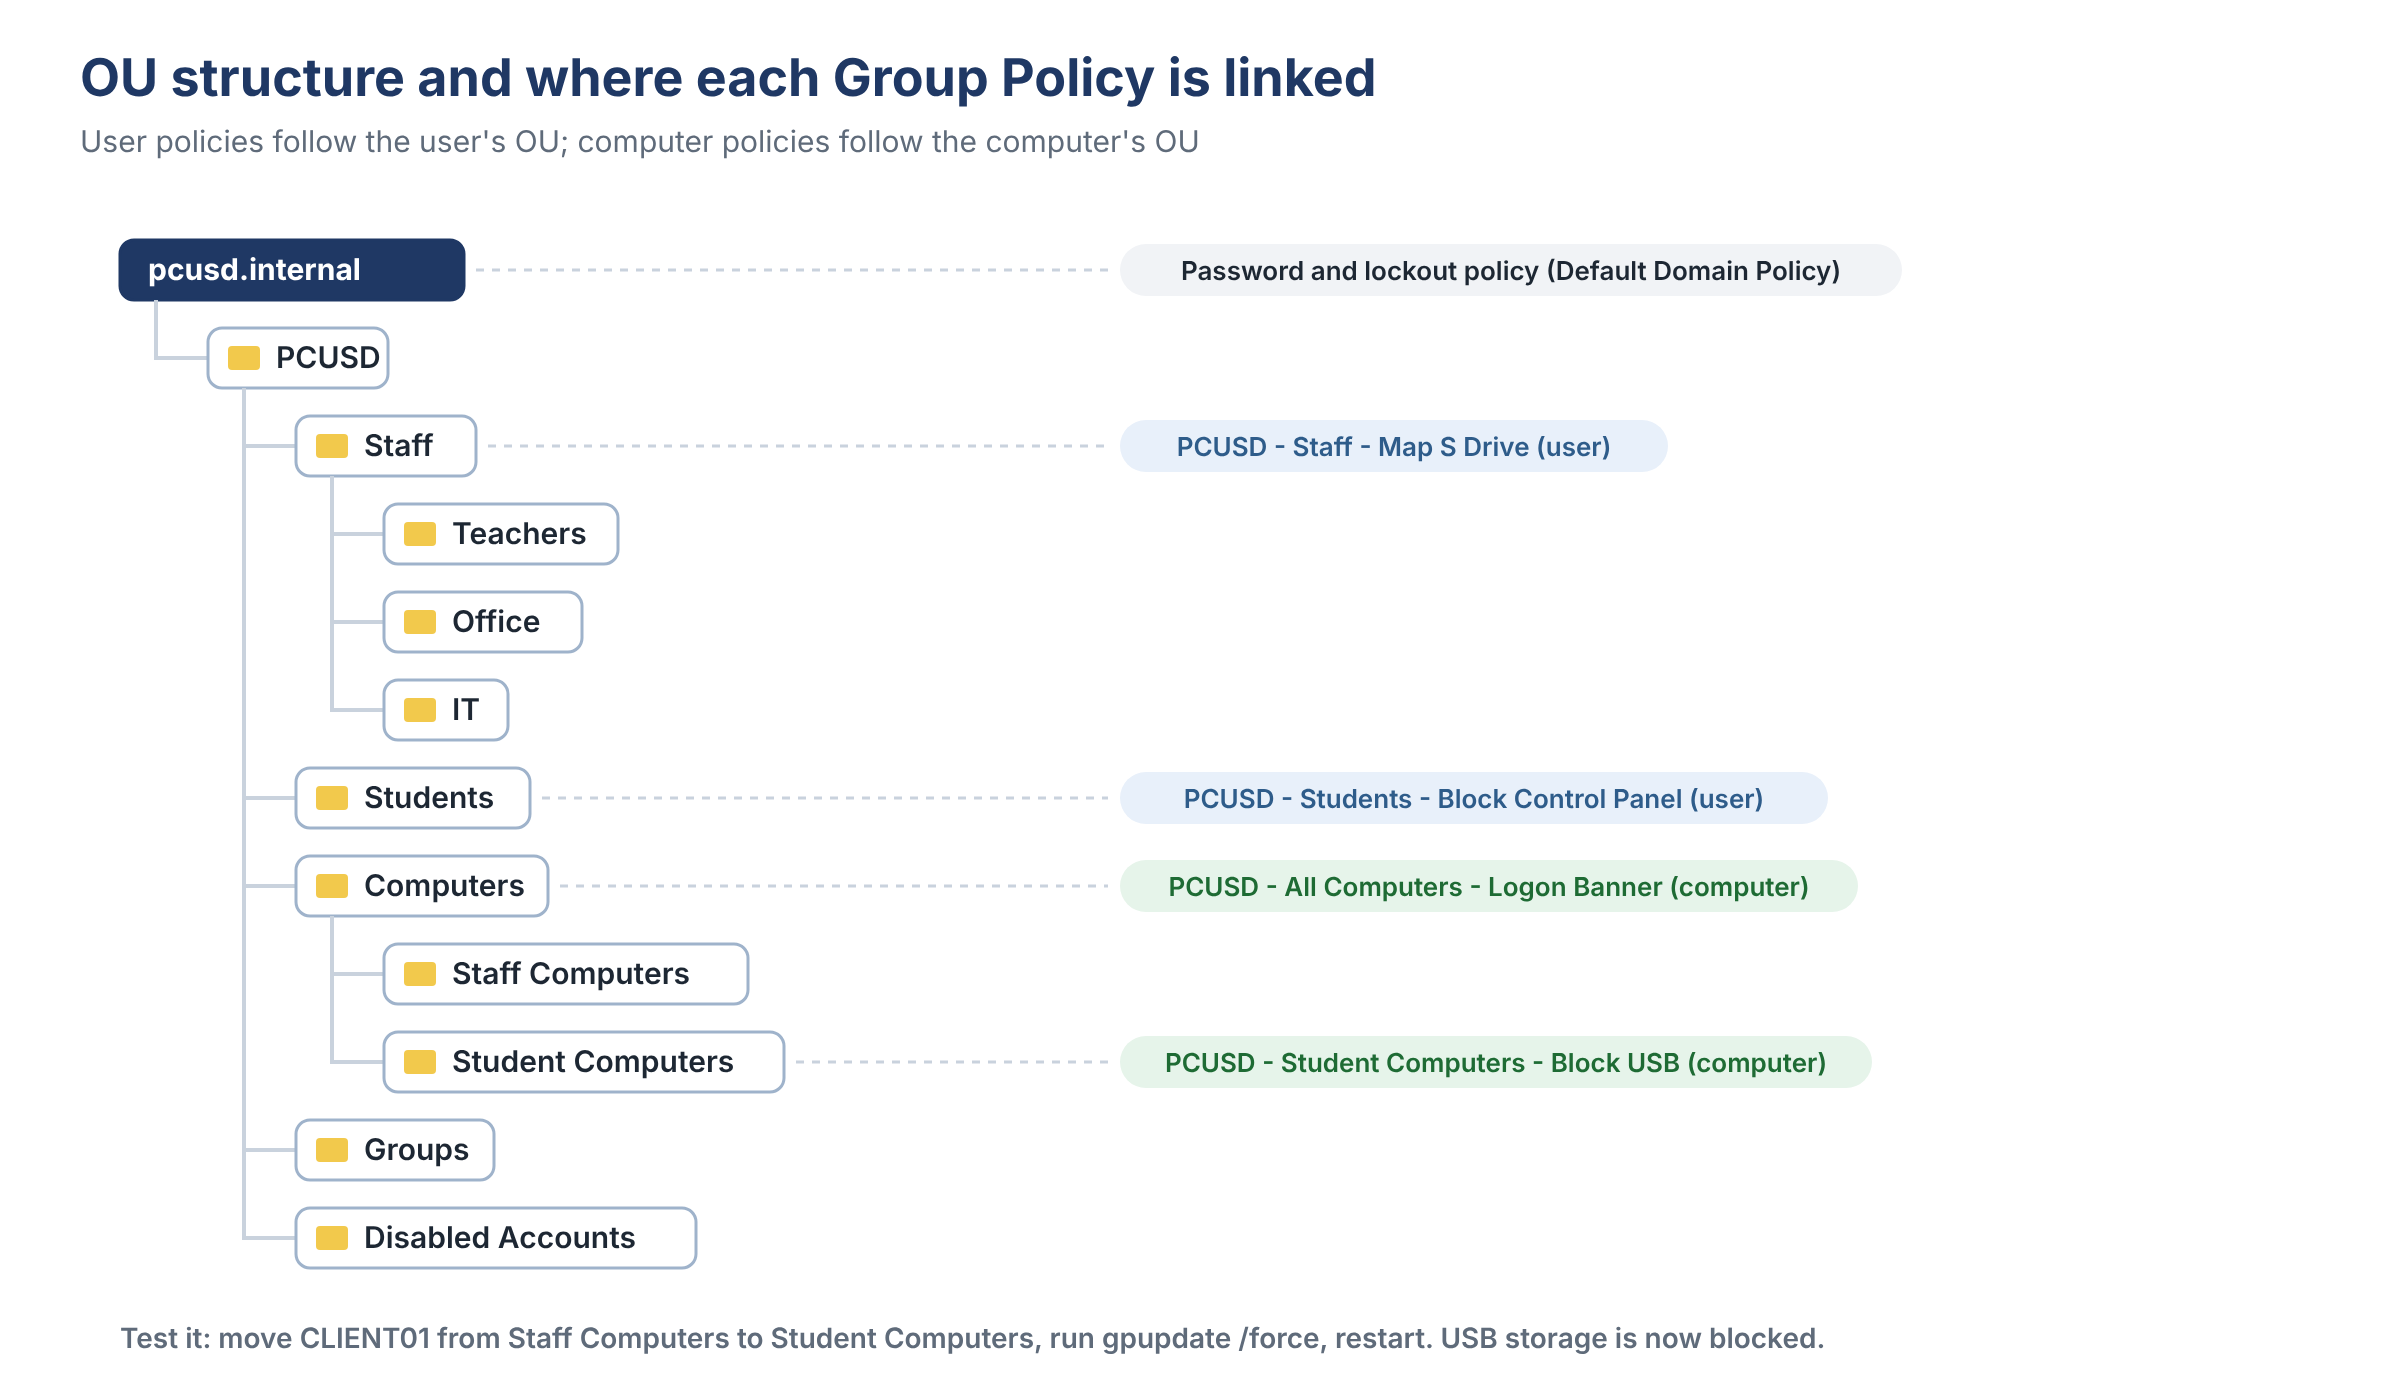 OU structure and where each Group Policy is linked
User policies follow the user's OU; computer policies follow the computer's OU
pcusd.internal
Password and lockout policy (Default Domain Policy)
PCUSD
Staff
PCUSD - Staff - Map S Drive (user)
Teachers
Office
IT
Students
PCUSD - Students - Block Control Panel (user)
Computers
PCUSD - All Computers - Logon Banner (computer)
Staff Computers
Student Computers
PCUSD - Student Computers - Block USB (computer)
Groups
Disabled Accounts
Test it: move CLIENT01 from Staff Computers to Student Computers, run gpupdate /force, restart. USB storage is now blocked.